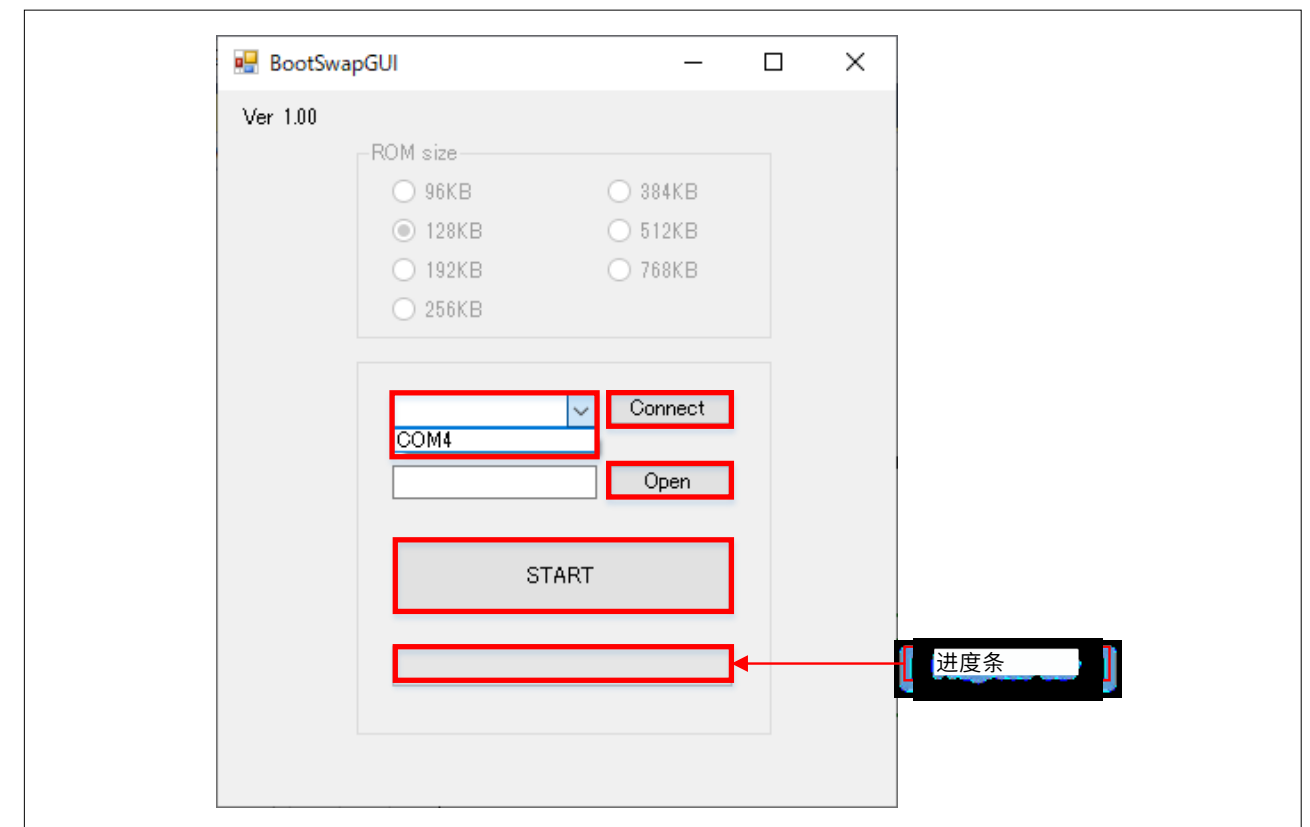 BootSwapGUI
Ver 1.00
ROM size
96KB
384KB
128KB
512KB
192KB
768KB
256KB
Connect
COM4
Open
START
进度条